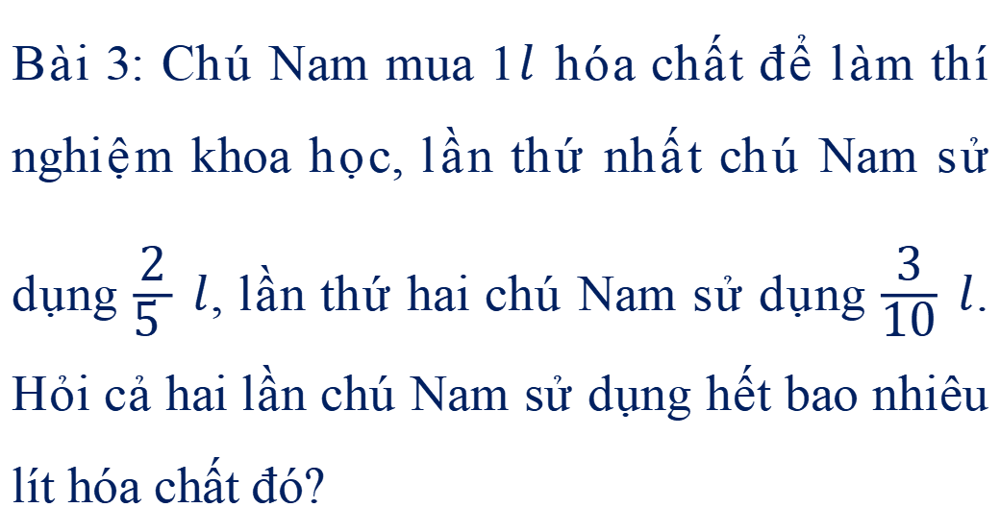 Bài 3: Chú Nam mua 1l hóa chất để làm thí
nghiệm khoa học, lần thứ nhất chú Nam sử
dụng 2/5 l, lần thứ hai chú Nam sử dụng 3/10 l.
Hỏi cả hai lần chú Nam sử dụng hết bao nhiêu
lít hóa chất đó?